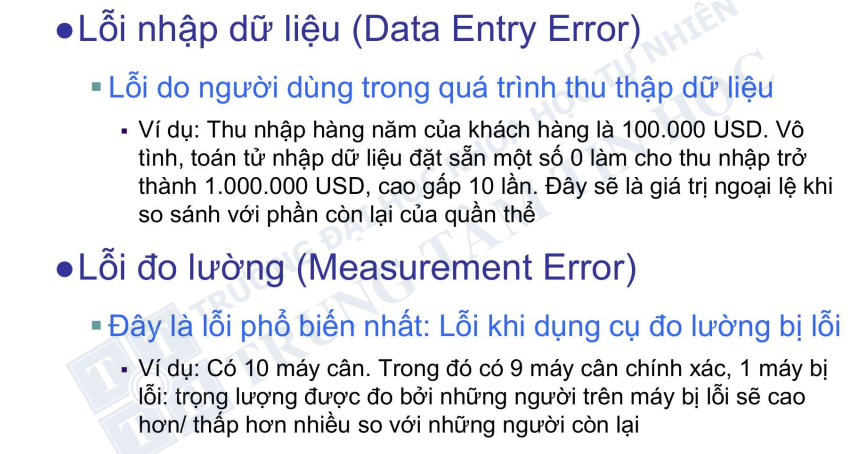 ●Lỗi nhập dữ liệu (Data Entry Error)
▪ Lỗi do người dùng trong quá trình thu thập dữ liệu
▪ Ví dụ: Thu nhập hàng năm của khách hàng là 100.000 USD. Vô
tình, toán tử nhập dữ liệu đặt sẵn một số 0 làm cho thu nhập trở
thành 1.000.000 USD, cao gấp 10 lần. Đây sẽ là giá trị ngoại lệ khi
so sánh với phần còn lại của quần thể
●Lỗi đo lường (Measurement Error)
▪ Đây là lỗi phổ biến nhất: Lỗi khi dụng cụ đo lường bị lỗi
▪ Ví dụ: Có 10 máy cân. Trong đó có 9 máy cân chính xác, 1 máy bị
lỗi: trọng lượng được đo bởi những người trên máy bị lỗi sẽ cao
hơn/ thấp hơn nhiều so với những người còn lại
TRƯỜNG ĐẠI HỌC KHOA HỌC TỰ NHIÊN
TRUNG TÂM TIN HỌC